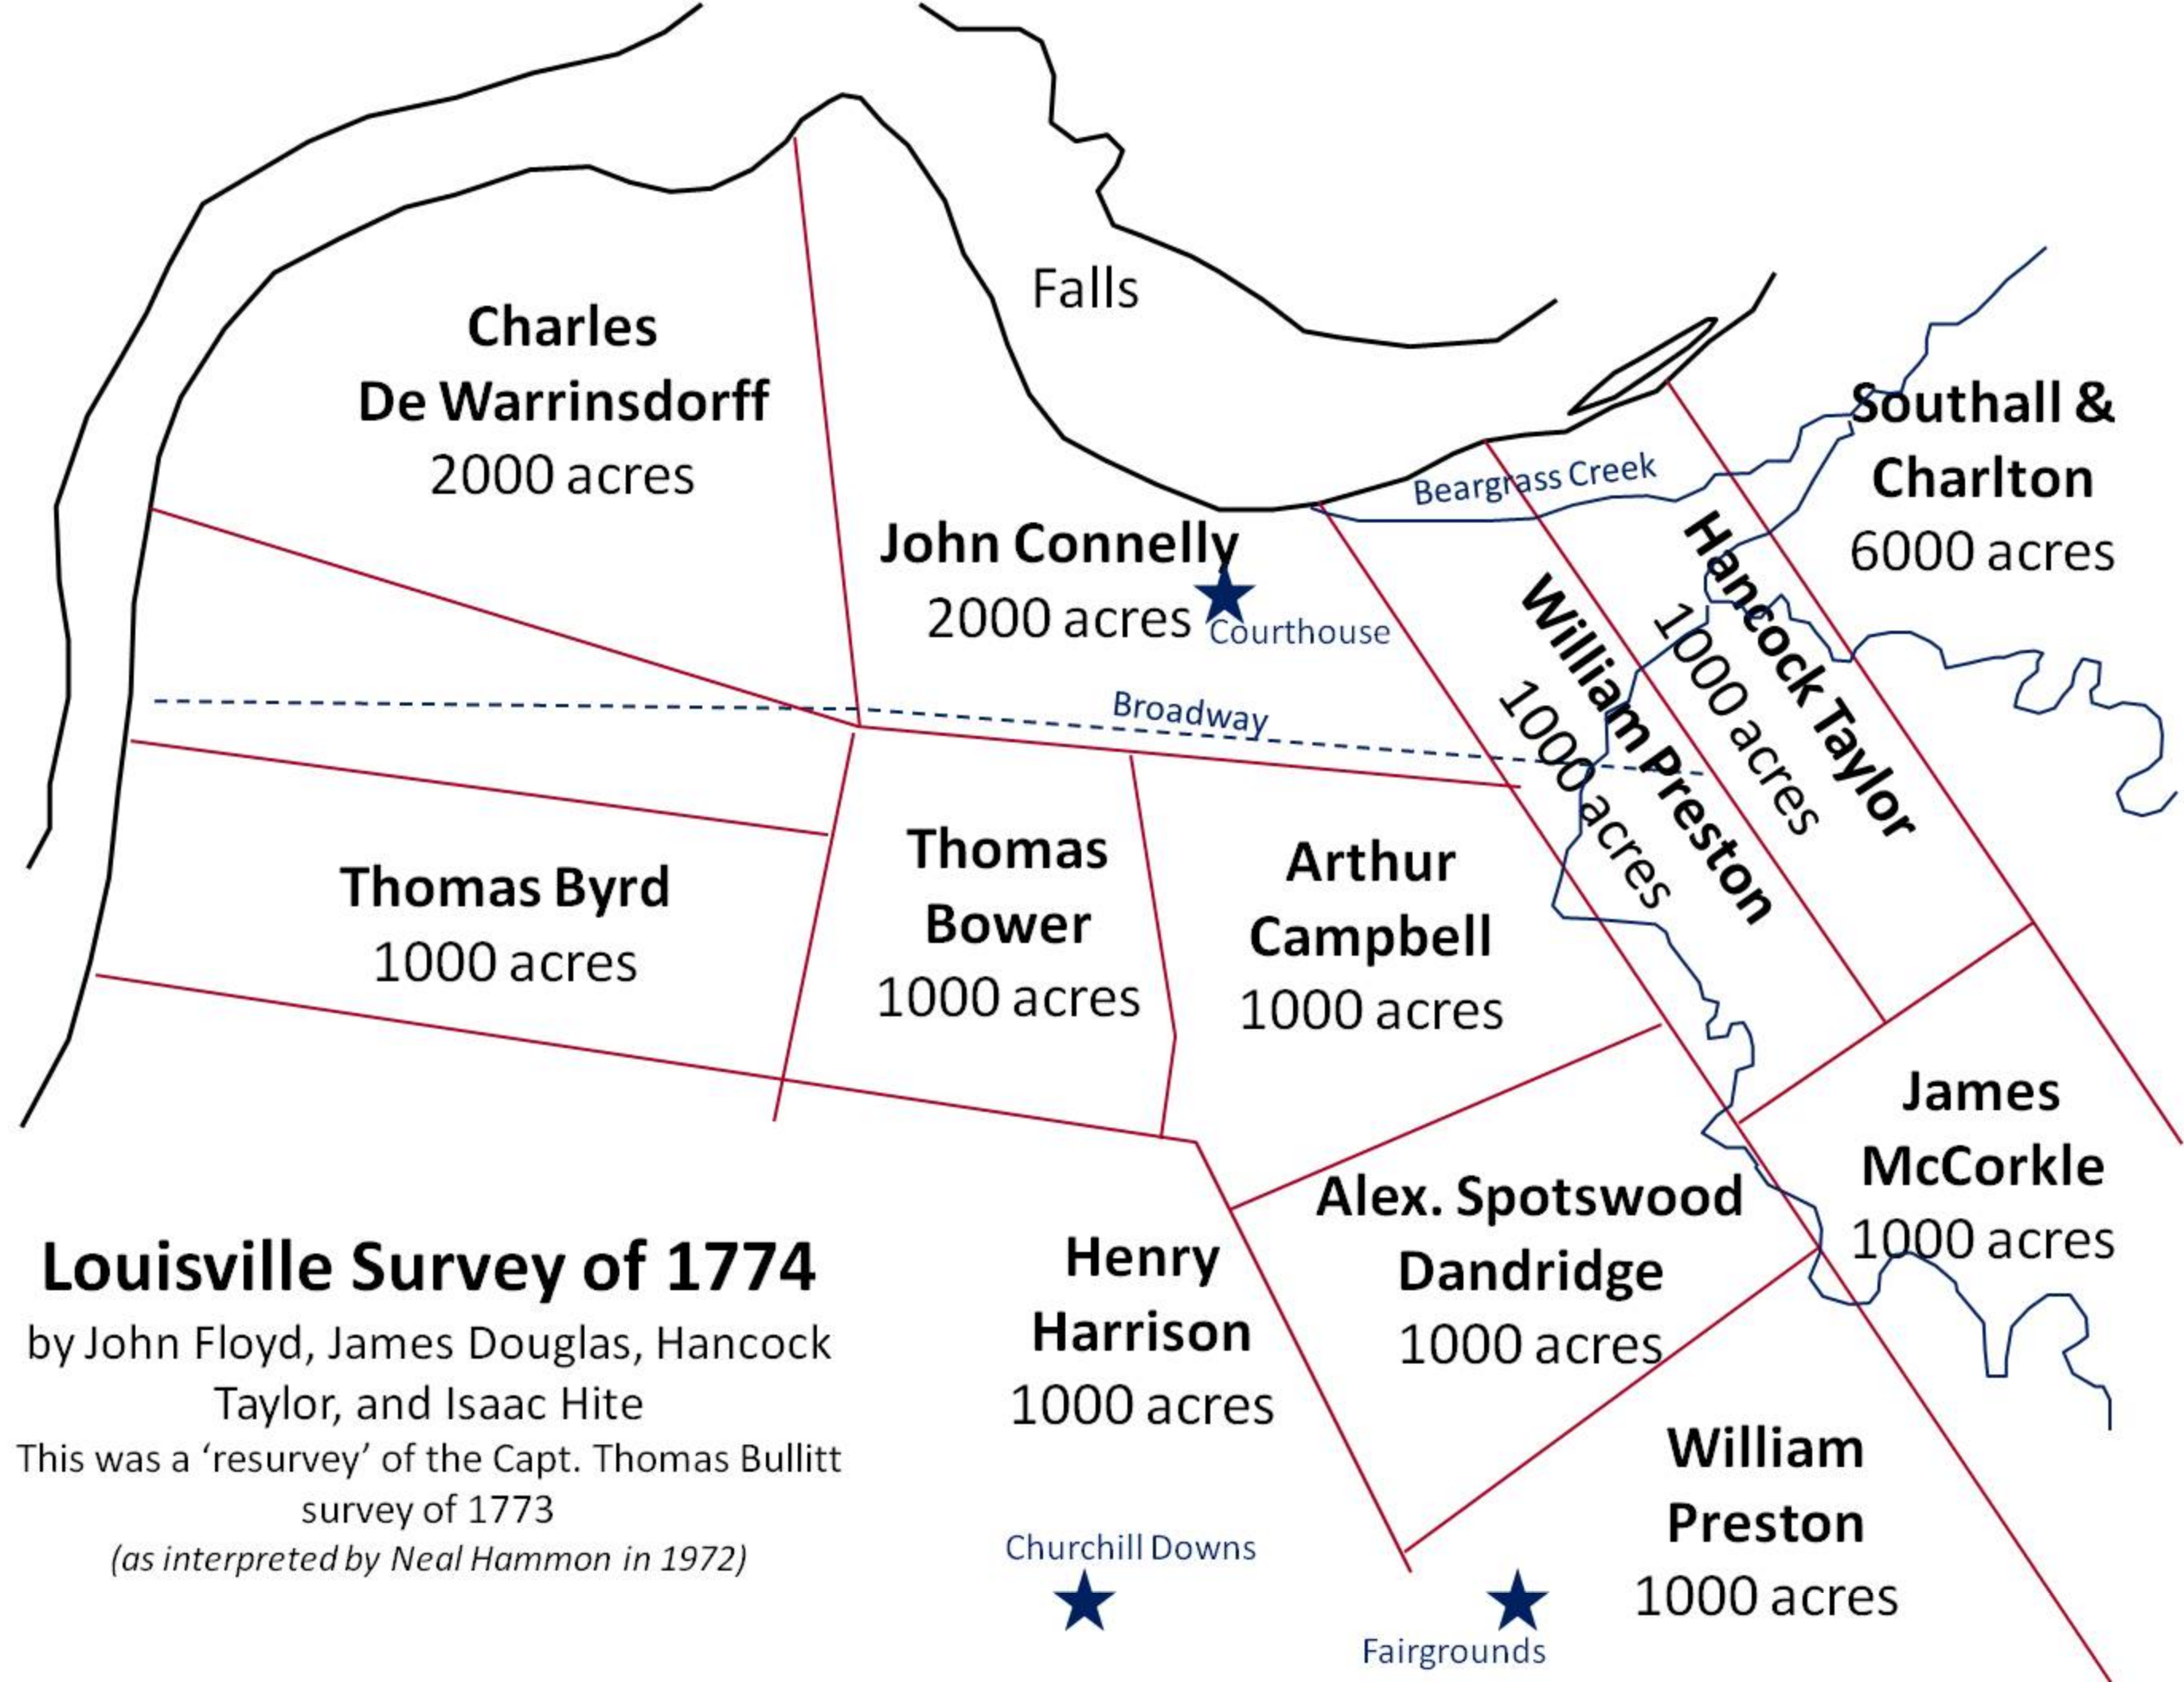 Falls
Charles
De Warrinsdorff
2000 acres
John Connelly
2000 acres
Courthouse
Beargrass Creek
Southall &
Charlton
6000 acres
Hancock Taylor
1000 acres
William Preston
1000 acres
Broadway
Thomas Byrd
1000 acres
Thomas
Bower
1000 acres
Arthur
Campbell
1000 acres
James
McCorkle
1000 acres
Alex. Spotswood
Dandridge
1000 acres
Henry
Harrison
1000 acres
William
Preston
1000 acres
Churchill Downs
Fairgrounds
Louisville Survey of 1774
by John Floyd, James Douglas, Hancock
Taylor, and Isaac Hite
This was a ‘resurvey’ of the Capt. Thomas Bullitt
survey of 1773
(as interpreted by Neal Hammon in 1972)